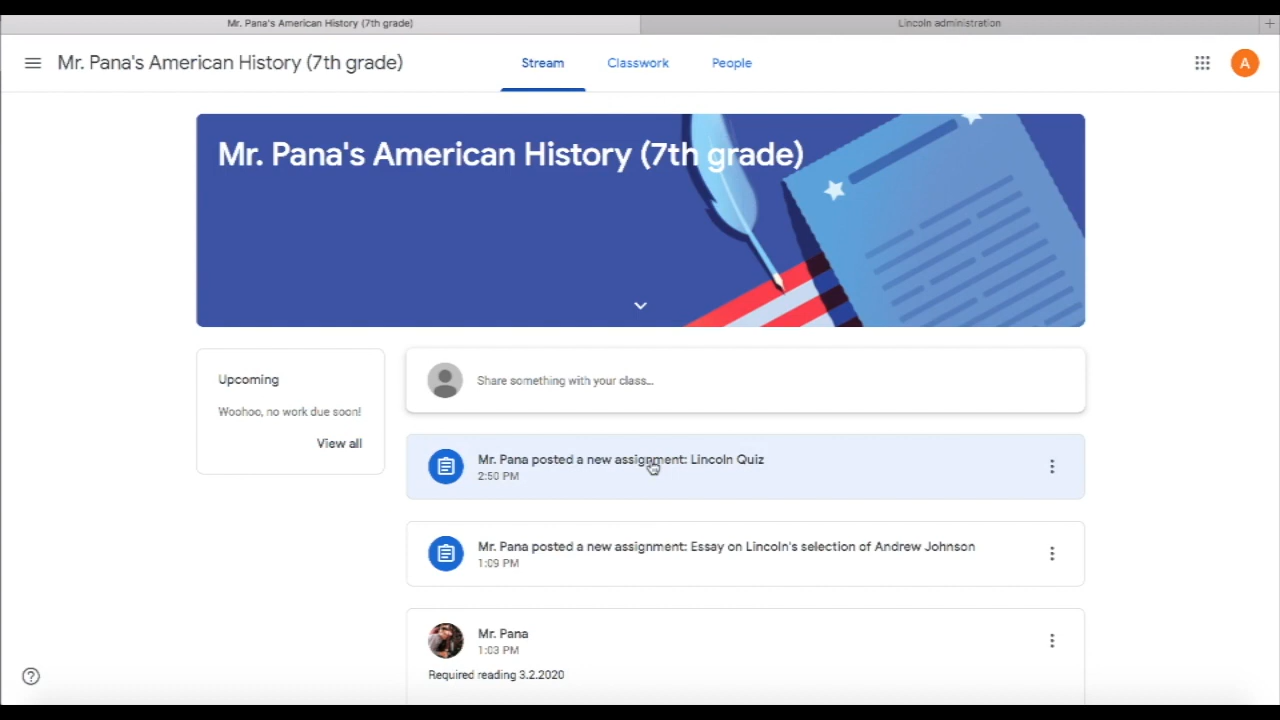 Mr. Pana's American History (7th grade)
Lincoln administration
Mr. Pana's American History (7th grade)
Stream
Classwork
People
A
Mr. Pana's American History (7th grade)
Upcoming
Woohoo, no work due soon!
View all
Share something with your class...
Mr. Pana posted a new assignment: Lincoln Quiz
2:50 PM
Mr. Pana posted a new assignment: Essay on Lincoln's selection of Andrew Johnson
1:09 PM
Mr. Pana
1:03 PM
Required reading 3.2.2020